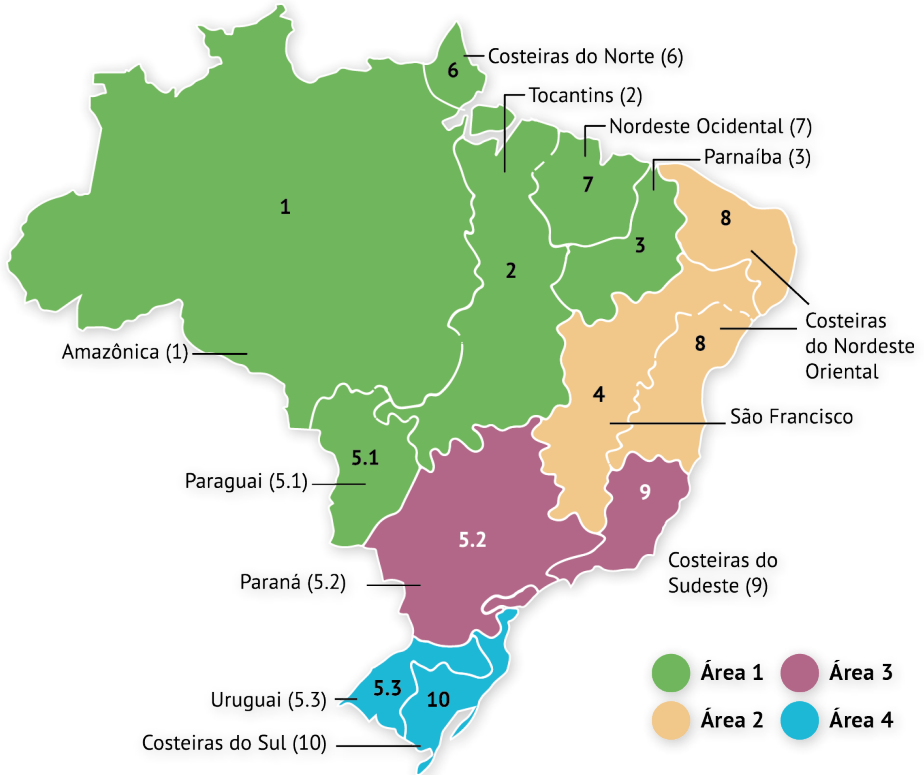 Costeiras do Norte (6)
6
Tocantins (2)
Nordeste Ocidental (7)
Parnaíba (3)
7
1
8
3
2
Costeiras
do Nordeste
Oriental
8
Amazônica (1)
4
São Francisco
5.1
Paraguai (5.1)
9
5.2
Costeiras do
Sudeste (9)
Paraná (5.2)
Área 1
Área 3
5.3
10
Uruguai (5.3)
Área 2
Área 4
Costeiras do Sul (10)